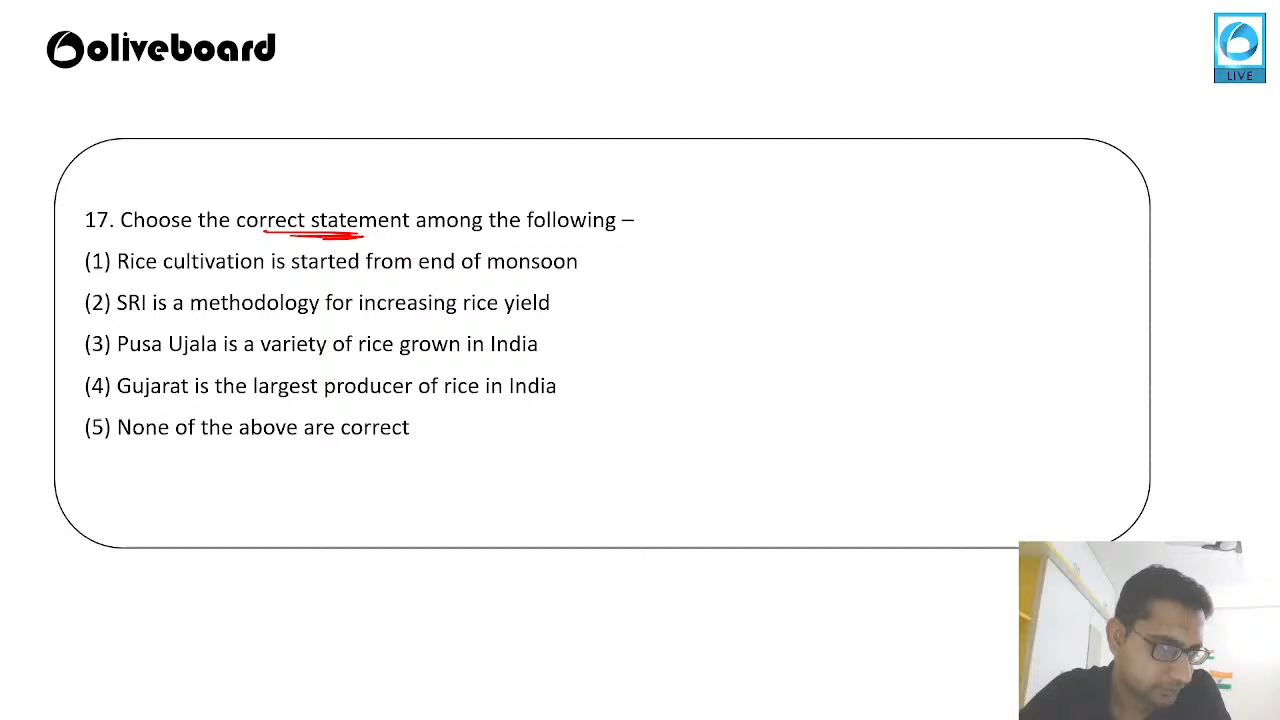 oliveboard
LIVE
17. Choose the correct statement among the following –
(1) Rice cultivation is started from end of monsoon
(2) SRI is a methodology for increasing rice yield
(3) Pusa Ujala is a variety of rice grown in India
(4) Gujarat is the largest producer of rice in India
(5) None of the above are correct